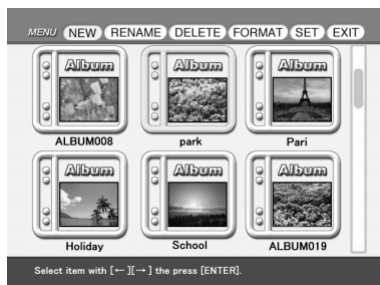 MENU NEW RENAME DELETE FORMAT SET EXIT
Album Album Album
ALBUM008 park Pari
Album Album Album
Holiday School ALBUM019
Select item with [←][→] the press [ENTER].